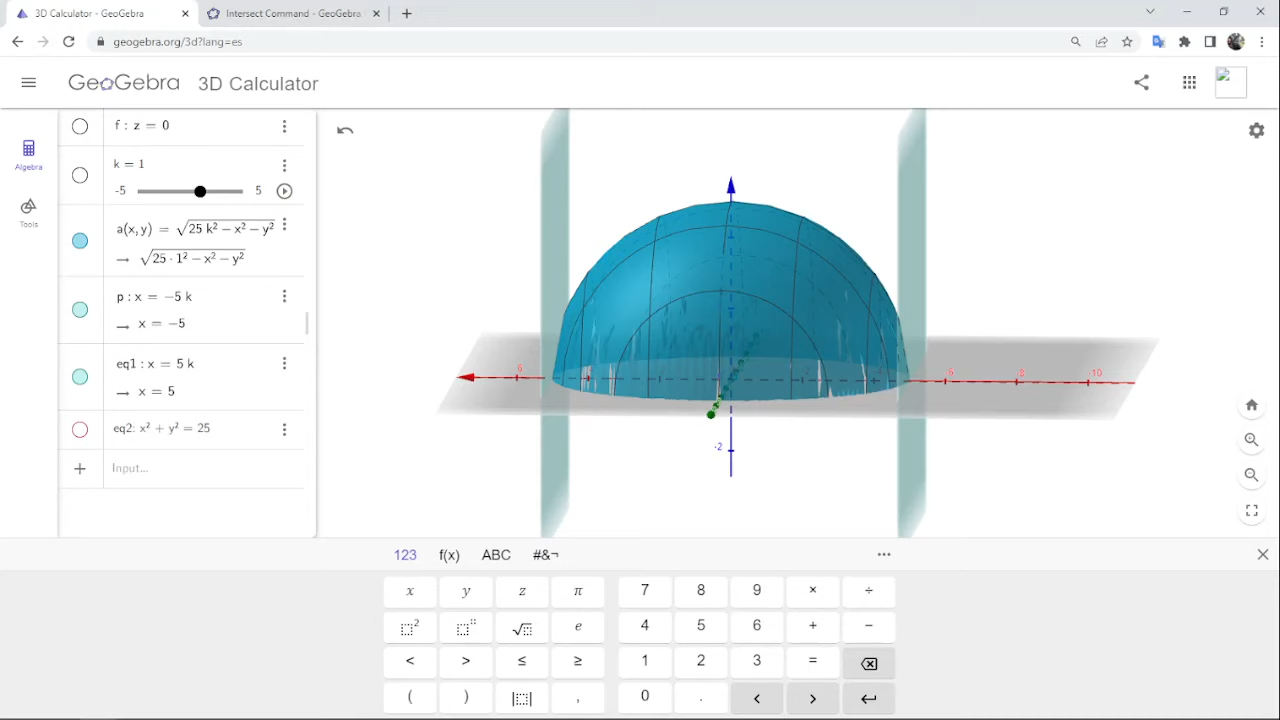 3D Calculator - GeoGebra
Intersect Command - GeoGebra
geogebra.org/3d?lang=es
GeoGebra 3D Calculator
Algebra
Tools
f : z = 0
k = 1
-5 5
a(x, y) = √(25 k² − x² − y²)
→ √(25 · 1² − x² − y²)
p : x = −5 k
→ x = −5
eq1 : x = 5 k
→ x = 5
eq2: x² + y² = 25
Input...
-2
123 f(x) ABC #&¬
x y z π 7 8 9 × ÷
e 4 5 6 + −
< > ≤ ≥ 1 2 3 =
( ) , 0 . < >